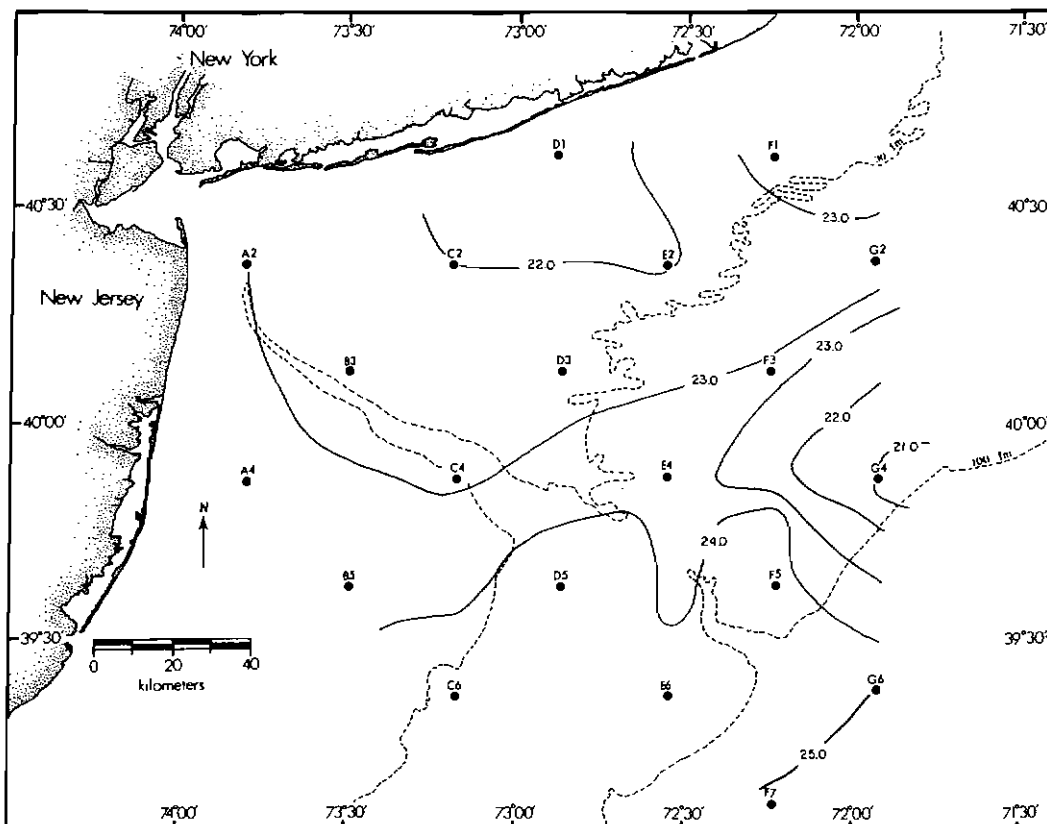 74°00' 73°30' 73°00' 72°30' 72°00' 71°30'
New York
D1 F1
40°30' 23.0 40°30'
A2 C2 22.0 E2 G2
New Jersey
B3 D3 F3 23.0
23.0
40°00' 22.0 40°00'
21.0
100 fm
A4 C4 E4 G4
N
24.0
B5 D5 F5
39°30' 39°30'
0 20 40
kilometers
C6 E6 G6
25.0
F7
74°00' 73°30' 73°00' 72°30' 72°00' 71°30'